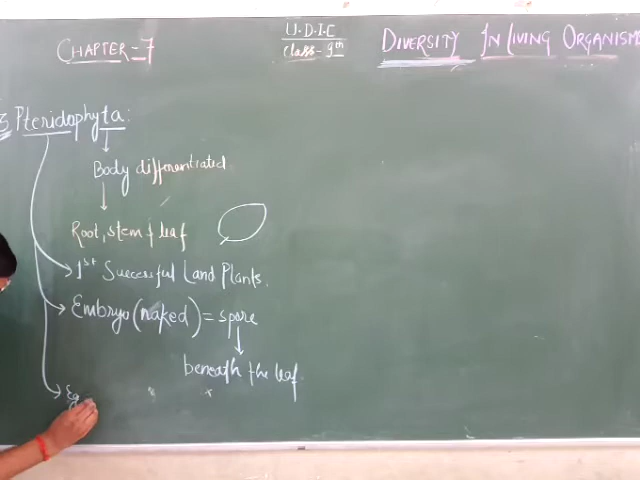 CHAPTER-7
U.D.I.C
Class-9th
DIVERSITY IN LIVING ORGANISM
3 Pteridophyta:
Body differentiated
Root, stem & leaf
1st Successful Land Plants.
Embryo (naked) = spore
beneath the leaf.
Eg